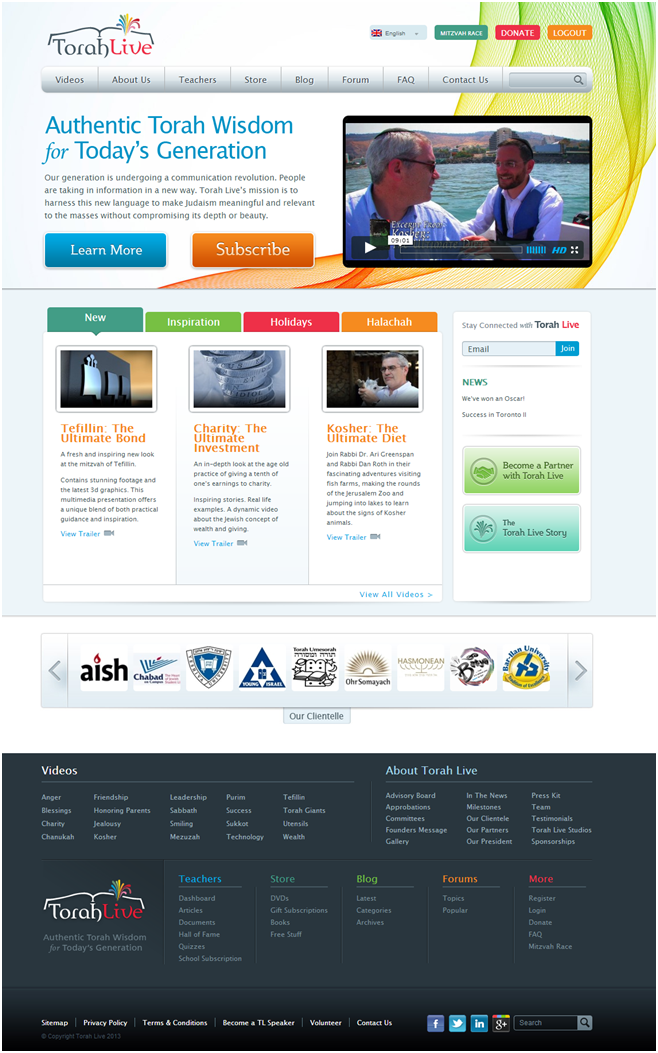 TorahLive
English
MITZVAH RACE
DONATE
LOGOUT
Videos
About Us
Teachers
Store
Blog
Forum
FAQ
Contact Us
Authentic Torah Wisdom
for Today's Generation
Our generation is undergoing a communication revolution. People
are taking in information in a new way. Torah Live's mission is to
harness this new language to make Judaism meaningful and relevant
to the masses without compromising its depth or beauty.
Learn More
Subscribe
Excerpt From
Kosher:
09:01
HD
New
Inspiration
Holidays
Halachah
Tefillin: The
Ultimate Bond
A fresh and inspiring new look
at the mitzvah of Tefillin.
Contains stunning footage and
the latest 3d graphics. This
multimedia presentation offers
a unique blend of both practical
guidance and inspiration.
View Trailer
Charity: The
Ultimate
Investment
An in-depth look at the age old
practice of giving a tenth of
one's earnings to charity.
Inspiring stories. Real life
examples. A dynamic video
about the Jewish concept of
wealth and giving.
View Trailer
Kosher: The
Ultimate Diet
Join Rabbi Dr. Ari Greenspan
and Rabbi Dan Roth in their
fascinating adventures visiting
fish farms, making the rounds
of the Jerusalem Zoo and
jumping into lakes to learn
about the signs of Kosher
animals.
View Trailer
View All Videos >
Stay Connected with Torah Live
Email
Join
NEWS
We've won an Oscar!
Success in Toronto II
Become a Partner
with Torah Live
The
Torah Live Story
aish
Chabad
on Campus
YOUNG ISRAEL
Torah Umesorah
תורה ומסורה
Ohr Somayach
HASMONEAN
Bar-Ilan University
Tradition of Excellence
Our Clientelle
Videos
Anger
Friendship
Leadership
Purim
Tefillin
Blessings
Honoring Parents
Sabbath
Success
Torah Giants
Charity
Jealousy
Smiling
Sukkot
Utensils
Chanukah
Kosher
Mezuzah
Technology
Wealth
About Torah Live
Advisory Board
In The News
Press Kit
Approbations
Milestones
Team
Committees
Our Clientele
Testimonials
Founders Message
Our Partners
Torah Live Studios
Gallery
Our President
Sponsorships
TorahLive
Authentic Torah Wisdom
for Today's Generation
Teachers
Dashboard
Articles
Documents
Hall of Fame
Quizzes
School Subscription
Store
DVDs
Gift Subscriptions
Books
Free Stuff
Blog
Latest
Categories
Archives
Forums
Topics
Popular
More
Register
Login
Donate
FAQ
Mitzvah Race
Sitemap
Privacy Policy
Terms & Conditions
Become a TL Speaker
Volunteer
Contact Us
Search
© Copyright Torah Live 2013